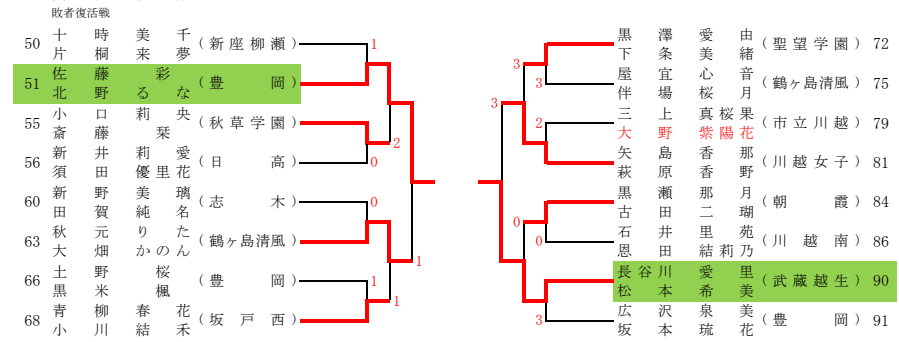 敗者復活戦
50 十時美千 (新座柳瀬) 1
片桐来夢
51 佐藤彩 (豊岡)
北野るな
55 小口莉央 (秋草学園) 2
斎藤栞
56 新井莉愛 (日高) 0
須田優里花
60 新野美璃 (志木) 0
田賀純名
63 秋元りた (鶴ヶ島清風) 1
大畑かのん
66 土野桜 (豊岡) 1
黒米楓
68 青柳春花 (坂戸西) 1
小川結禾
黒澤愛由 (聖望学園) 72
下条美緒
3
屋宜心音 (鶴ヶ島清風) 75
伴場桜月
3
3
三上真桜果 (市立川越) 79
大野紫陽花
2
矢島香那 (川越女子) 81
萩原香野
黒瀬那月 (朝霞) 84
古田二瑚
0
石井里苑 (川越南) 86
恩田結莉乃
0
長谷川愛里 (武蔵越生) 90
松本希美
広沢泉美 (豊岡) 91
坂本琉花
3